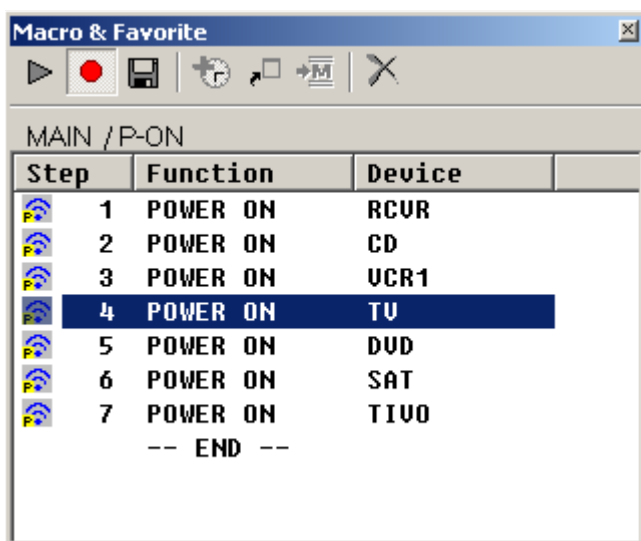 Macro & Favorite
MAIN / P-ON
Step Function Device
P 1 POWER ON RCVR
P 2 POWER ON CD
P 3 POWER ON VCR1
P 4 POWER ON TV
P 5 POWER ON DVD
P 6 POWER ON SAT
P 7 POWER ON TIVO
-- END --